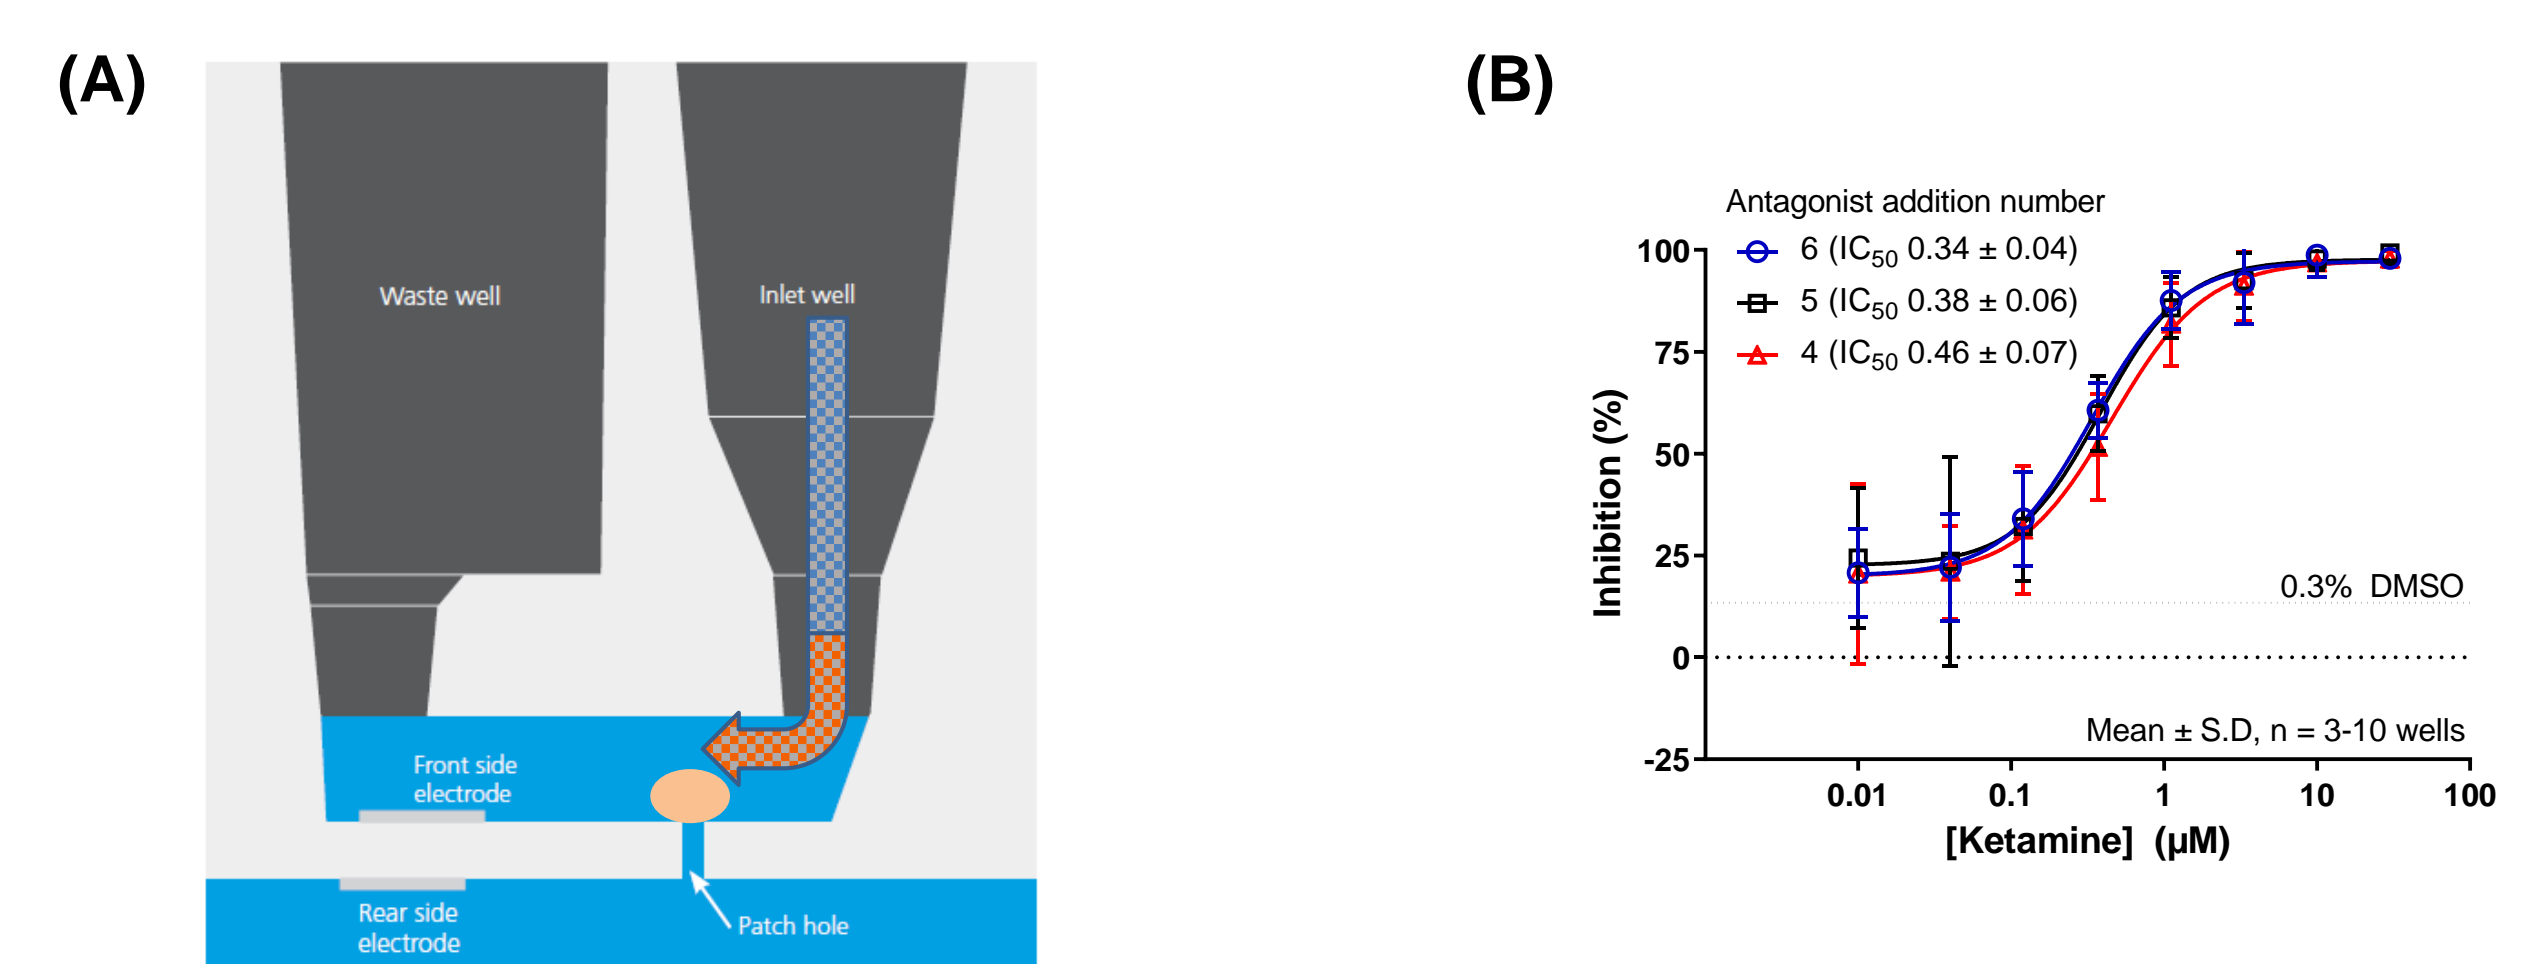 (A)
Waste well
Inlet well
Front side
electrode
Rear side
electrode
Patch hole
(B)
Antagonist addition number
6 (IC50 0.34 ± 0.04)
5 (IC50 0.38 ± 0.06)
4 (IC50 0.46 ± 0.07)
Inhibition (%)
100
75
50
25
0
-25
0.3% DMSO
Mean ± S.D, n = 3-10 wells
0.01 0.1 1 10 100
[Ketamine] (µM)